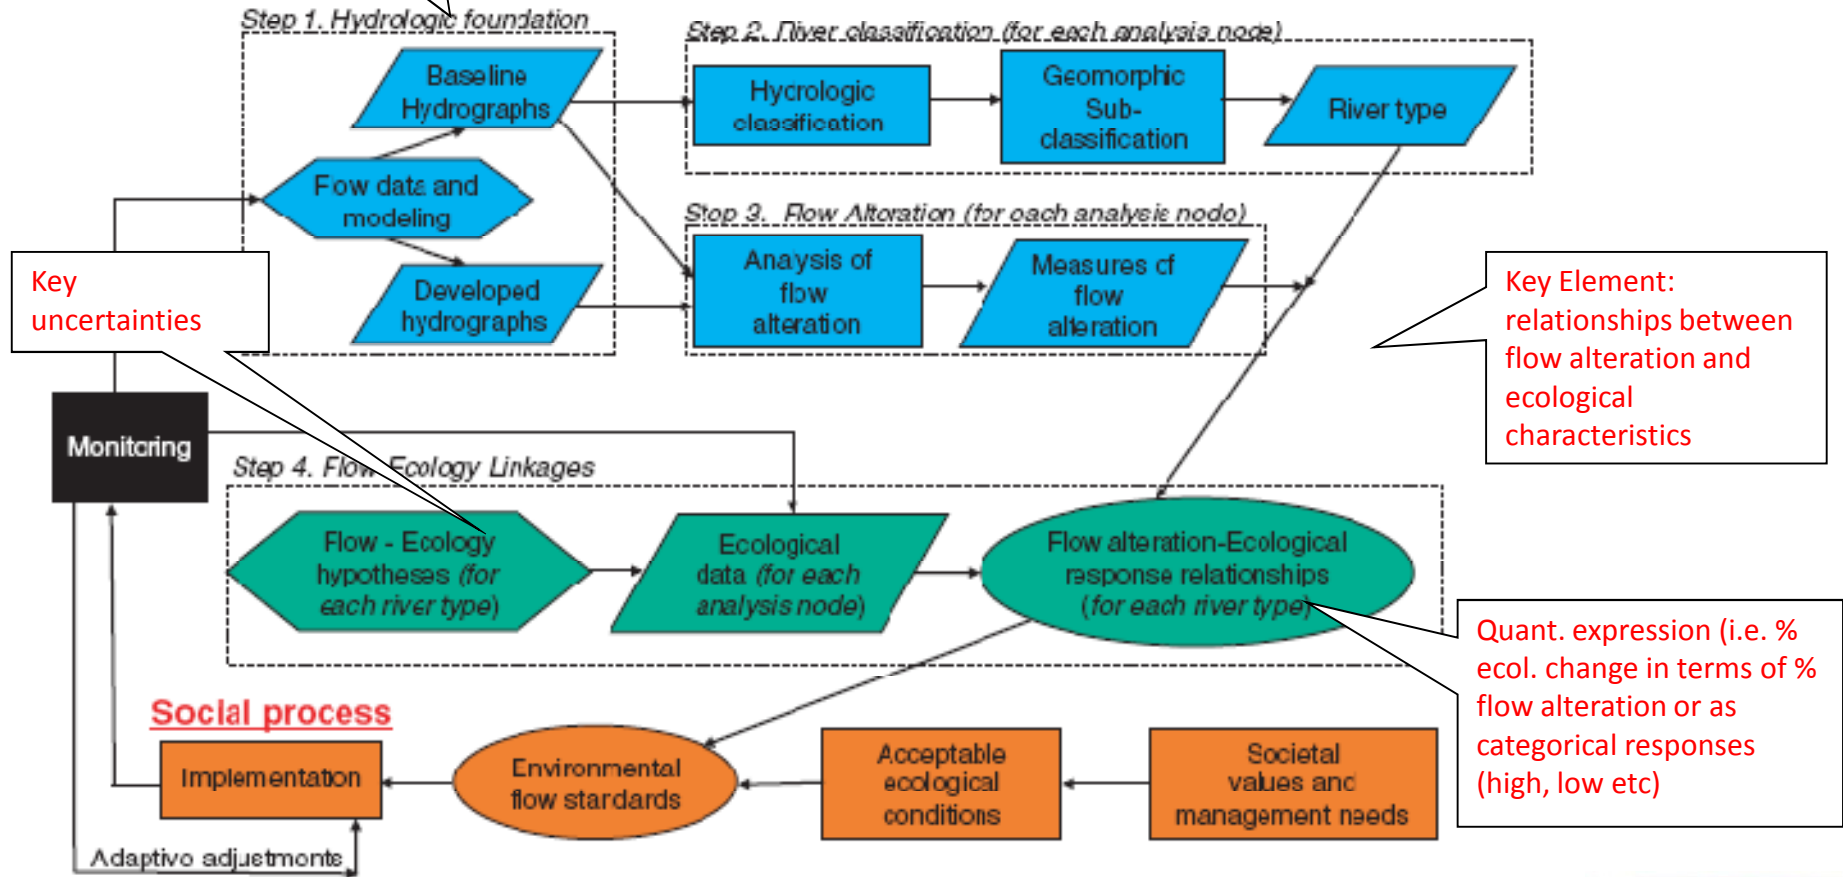 Step 1. Hydrologic foundation
Baseline
Hydrographs
Flow data and
modeling
Developed
hydrographs
Step 2. River classification (for each analysis node)
Hydrologic
classification
Geomorphic
Sub-
classification
River type
Step 3. Flow Alteration (for each analysis node)
Analysis of
flow
alteration
Measures of
flow
alteration
Key
uncertainties
Key Element:
relationships between
flow alteration and
ecological
characteristics
Monitoring
Step 4. Flow-Ecology Linkages
Flow - Ecology
hypotheses (for
each river type)
Ecological
data (for each
analysis node)
Flow alteration-Ecological
response relationships
(for each river type)
Quant. expression (i.e. %
ecol. change in terms of %
flow alteration or as
categorical responses
(high, low etc)
Social process
Implementation
Environmental
flow standards
Acceptable
ecological
conditions
Societal
values and
management needs
Adaptive adjustments